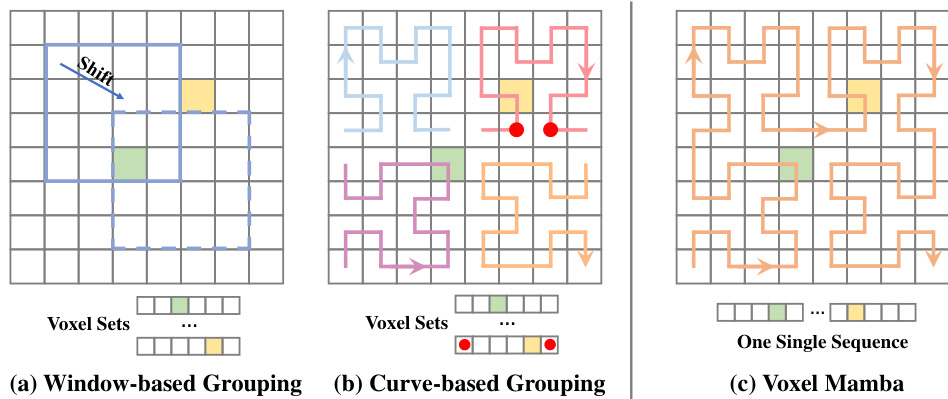 Shift
Voxel Sets
...
(a) Window-based Grouping
Voxel Sets
...
(b) Curve-based Grouping
...
One Single Sequence
(c) Voxel Mamba